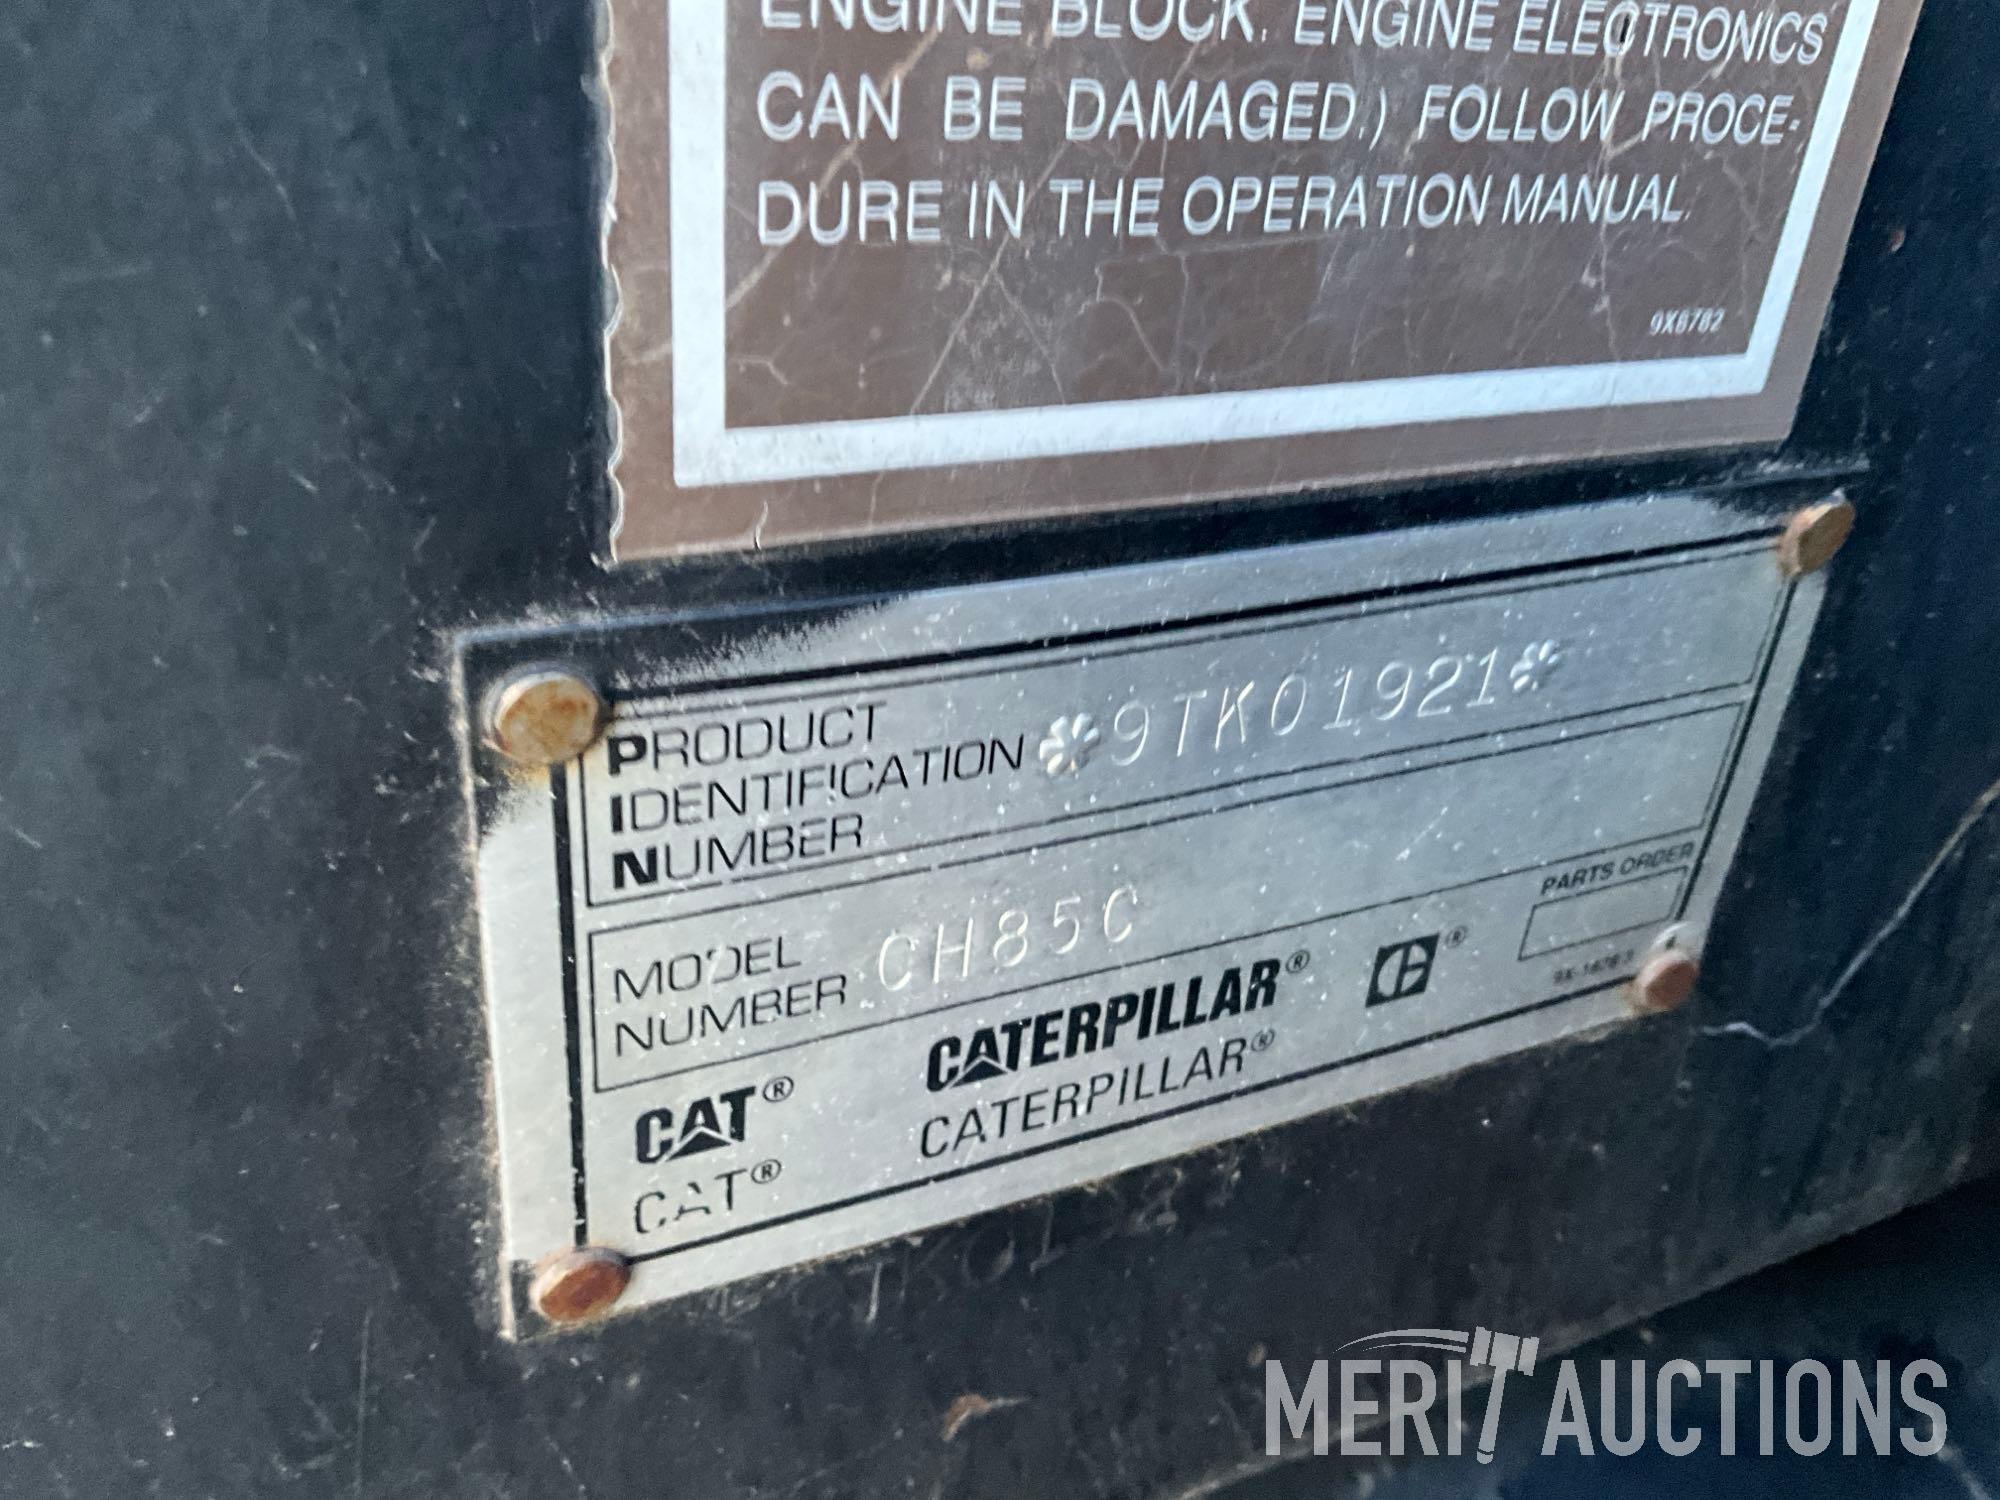 ENGINE BLOCK. ENGINE ELECTRONICS
CAN BE DAMAGED.) FOLLOW PROCE-
DURE IN THE OPERATION MANUAL.
9X6782
PRODUCT
IDENTIFICATION
NUMBER
*9TK01921*
MODEL
NUMBER
CH85C
PARTS ORDER
CAT®
CAT®
CATERPILLAR®
CATERPILLAR®
C®
MERIT AUCTIONS